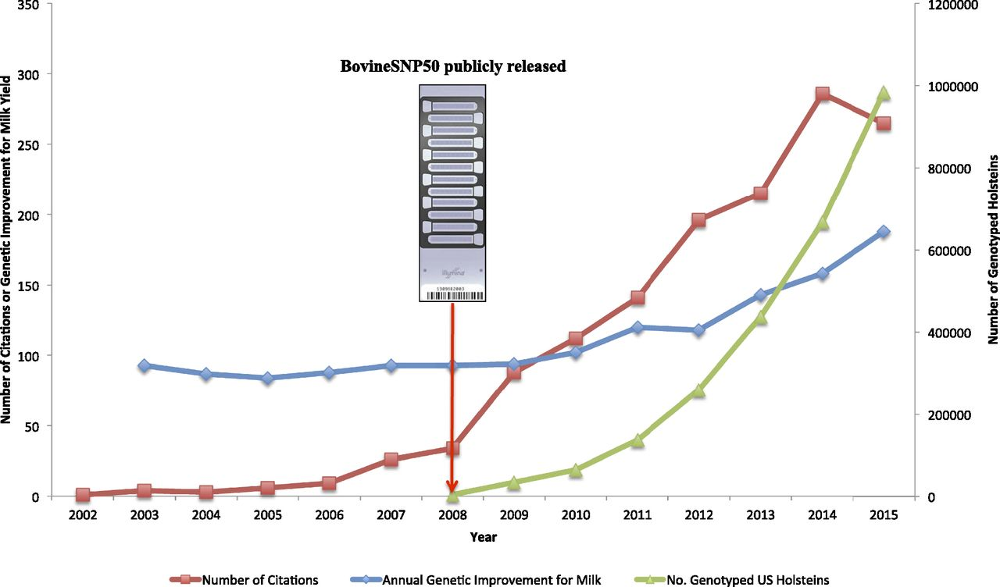 350
300
250
200
150
100
50
0
Number of Citations or Genetic Improvement for Milk Yield
BovineSNP50 publicly released
illumina
1200000
1000000
800000
600000
400000
200000
0
Number of Genotyped Holsteins
2002 2003 2004 2005 2006 2007 2008 2009 2010 2011 2012 2013 2014 2015
Year
Number of Citations Annual Genetic Improvement for Milk No. Genotyped US Holsteins